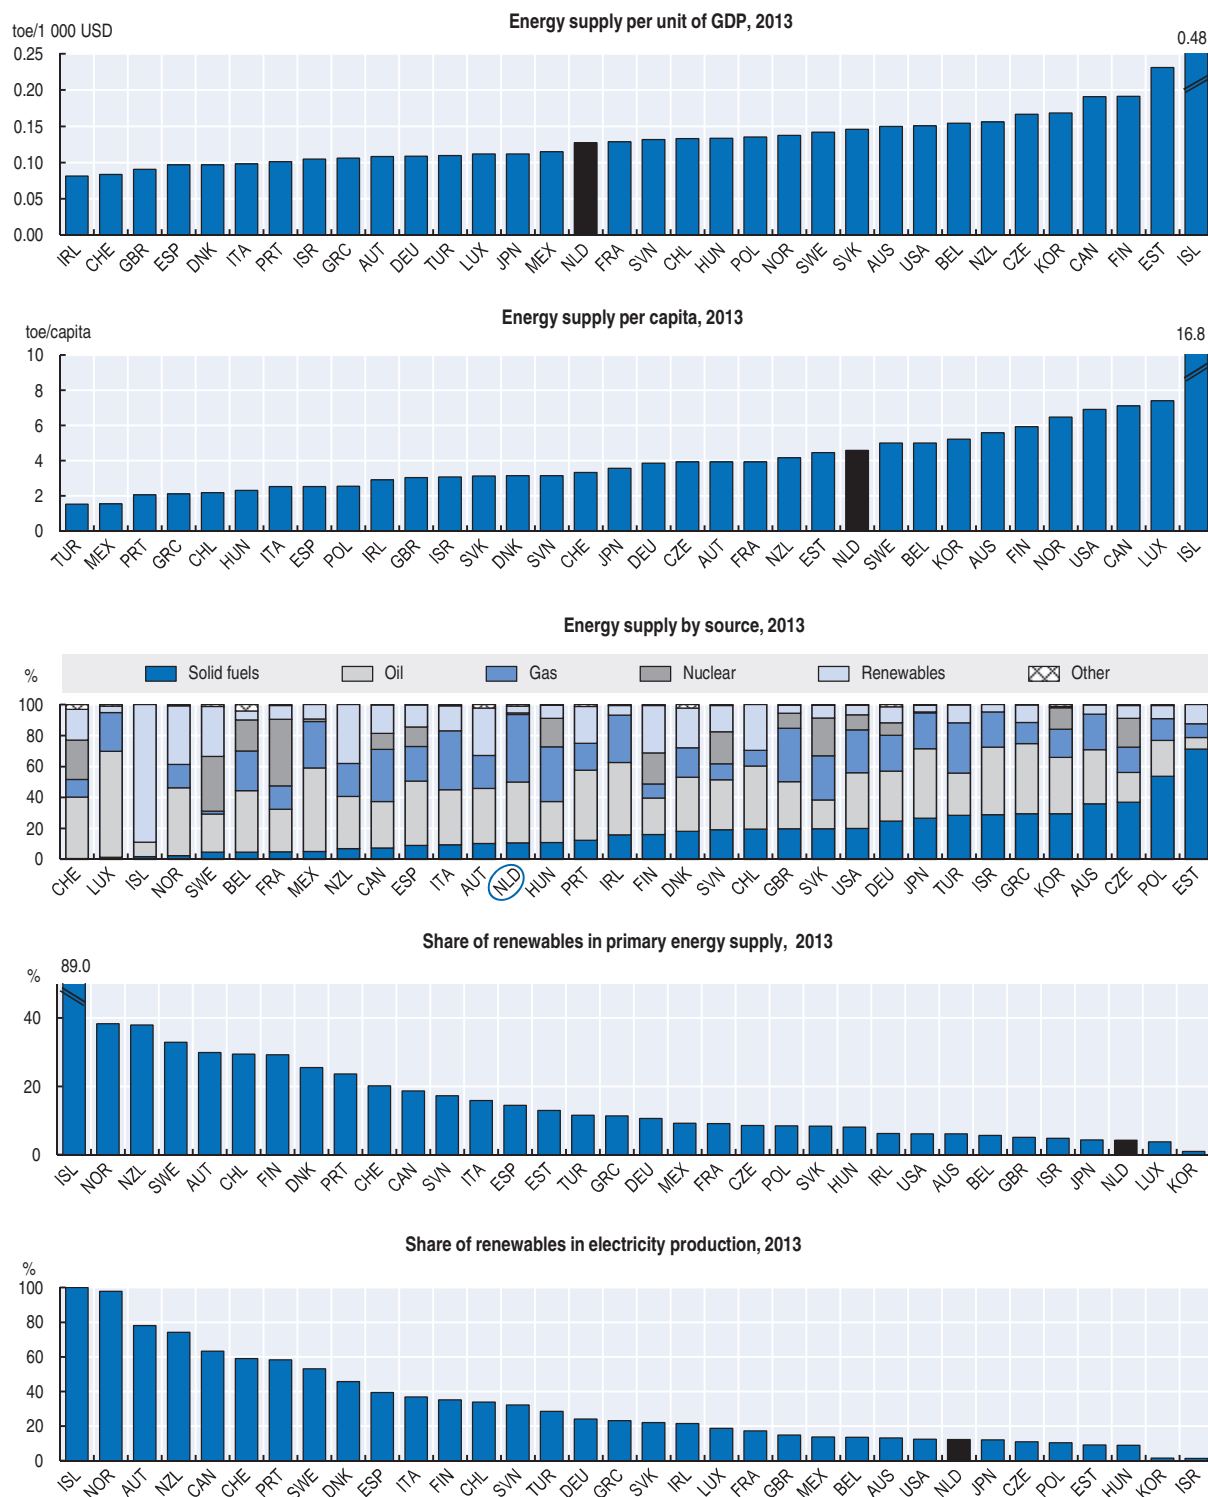 Energy supply per unit of GDP, 2013
toe/1 000 USD
0.48
0.25
0.20
0.15
0.10
0.05
0.00
IRL CHE GBR ESP DNK ITA PRT ISR GRC AUT DEU TUR LUX JPN MEX NLD FRA SVN CHL HUN POL NOR SWE SVK AUS USA BEL NZL CZE KOR CAN FIN EST ISL
Energy supply per capita, 2013
toe/capita
16.8
10
8
6
4
2
0
TUR MEX PRT GRC CHL HUN ITA ESP POL IRL GBR ISR SVK DNK SVN CHE JPN DEU CZE AUT FRA NZL EST NLD SWE BEL KOR AUS FIN NOR USA CAN LUX ISL
Energy supply by source, 2013
%
Solid fuels Oil Gas Nuclear Renewables Other
100
80
60
40
20
0
CHE LUX ISL NOR SWE BEL FRA MEX NZL CAN ESP ITA AUT NLD HUN PRT IRL FIN DNK SVN CHL GBR SVK USA DEU JPN TUR ISR GRC KOR AUS CZE POL EST
Share of renewables in primary energy supply, 2013
%
89.0
40
20
0
ISL NOR NZL SWE AUT CHL FIN DNK PRT CHE CAN SVN ITA ESP EST TUR GRC DEU MEX FRA CZE POL SVK HUN IRL USA AUS BEL GBR ISR JPN NLD LUX KOR
Share of renewables in electricity production, 2013
%
100
80
60
40
20
0
ISL NOR AUT NZL CAN CHE PRT SWE DNK ESP ITA FIN CHL SVN TUR DEU GRC SVK IRL LUX FRA GBR MEX BEL AUS USA NLD JPN CZE POL EST HUN KOR ISR